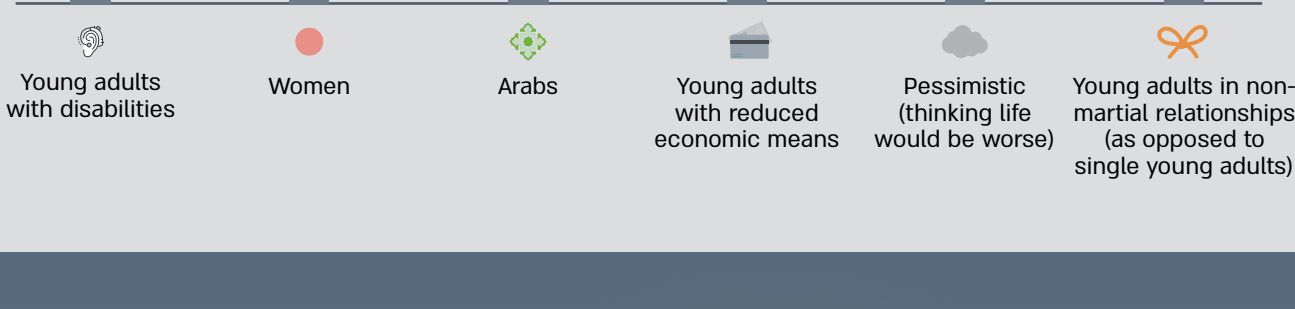 Young adults
with disabilities
Women
Arabs
Young adults
with reduced
economic means
Pessimistic
(thinking life
would be worse)
Young adults in non-
martial relationships
(as opposed to
single young adults)